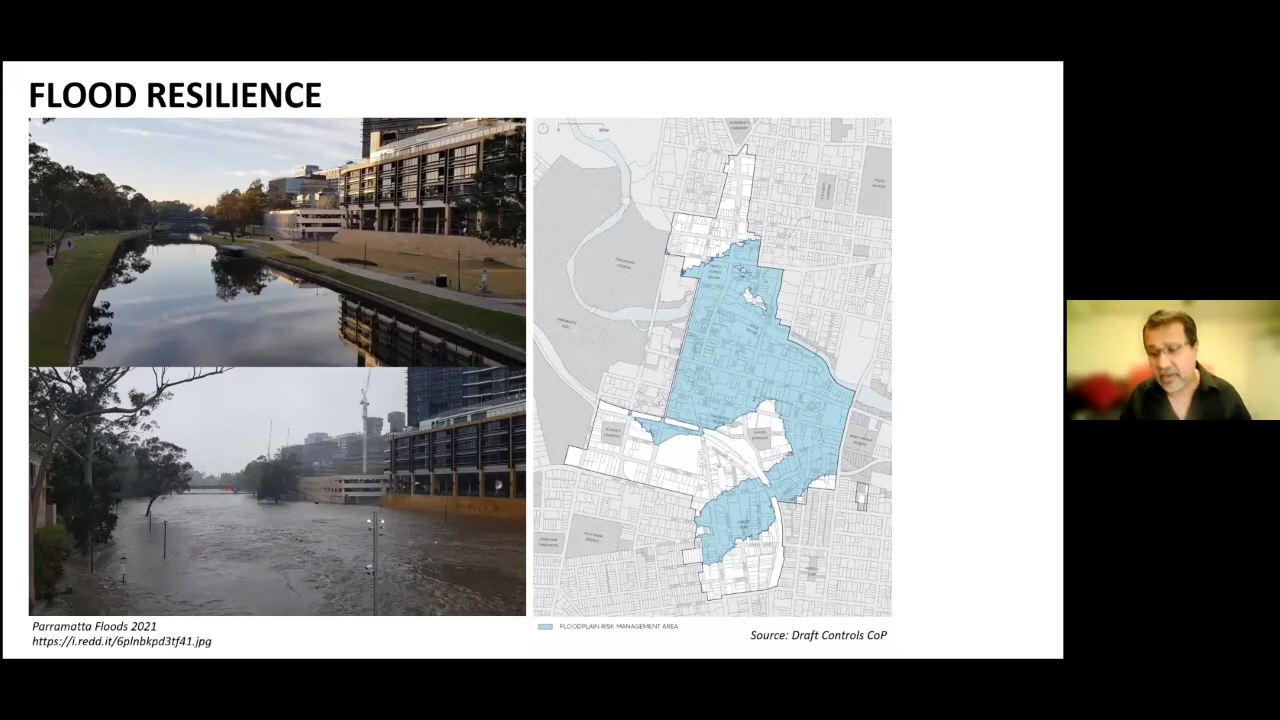 FLOOD RESILIENCE
Parramatta Floods 2021
https://i.redd.it/6plnbkpd3tf41.jpg
FLOODPLAIN RISK MANAGEMENT AREA
Source: Draft Controls CoP